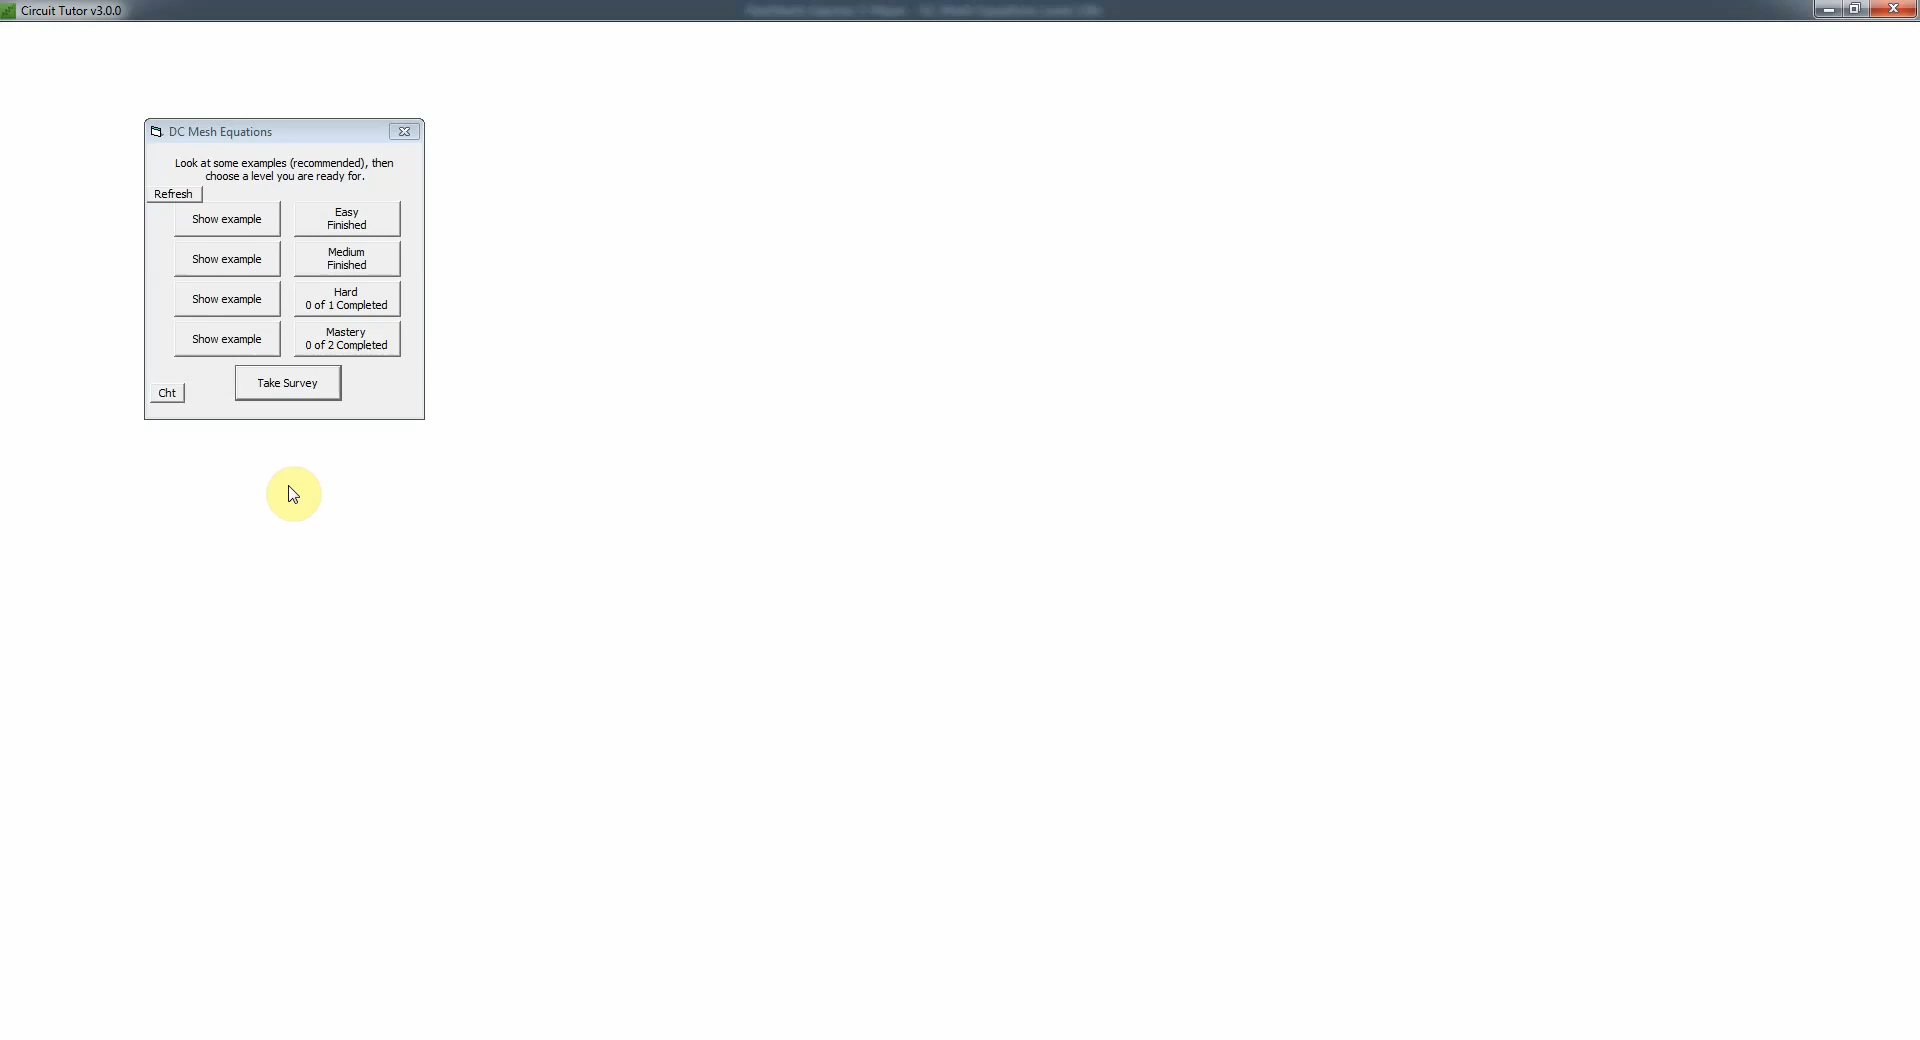 Circuit Tutor v3.0.0
DC Mesh Equations
Look at some examples (recommended), then
choose a level you are ready for.
Refresh
Show example
Easy
Finished
Show example
Medium
Finished
Show example
Hard
0 of 1 Completed
Show example
Mastery
0 of 2 Completed
Take Survey
Cht